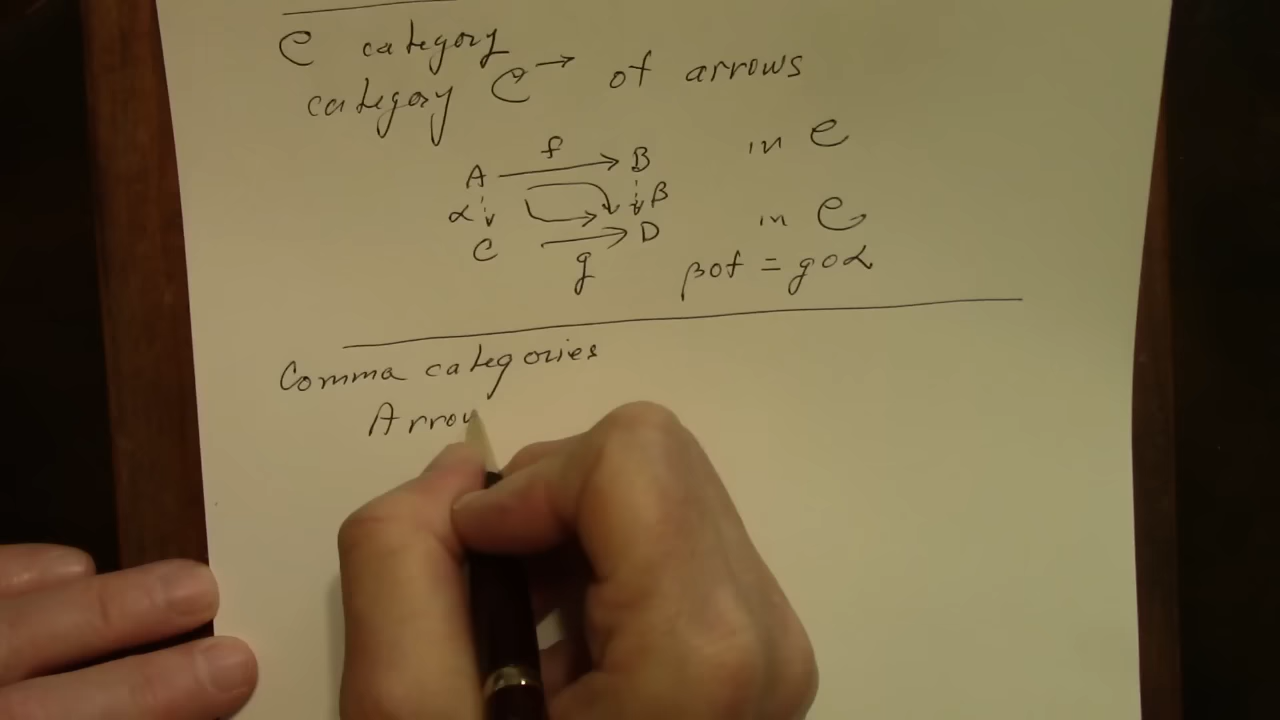 C category
category C→ of arrows
A f B in C
α β
C g D in C
β∘f = g∘α
Comma categories
Arrow